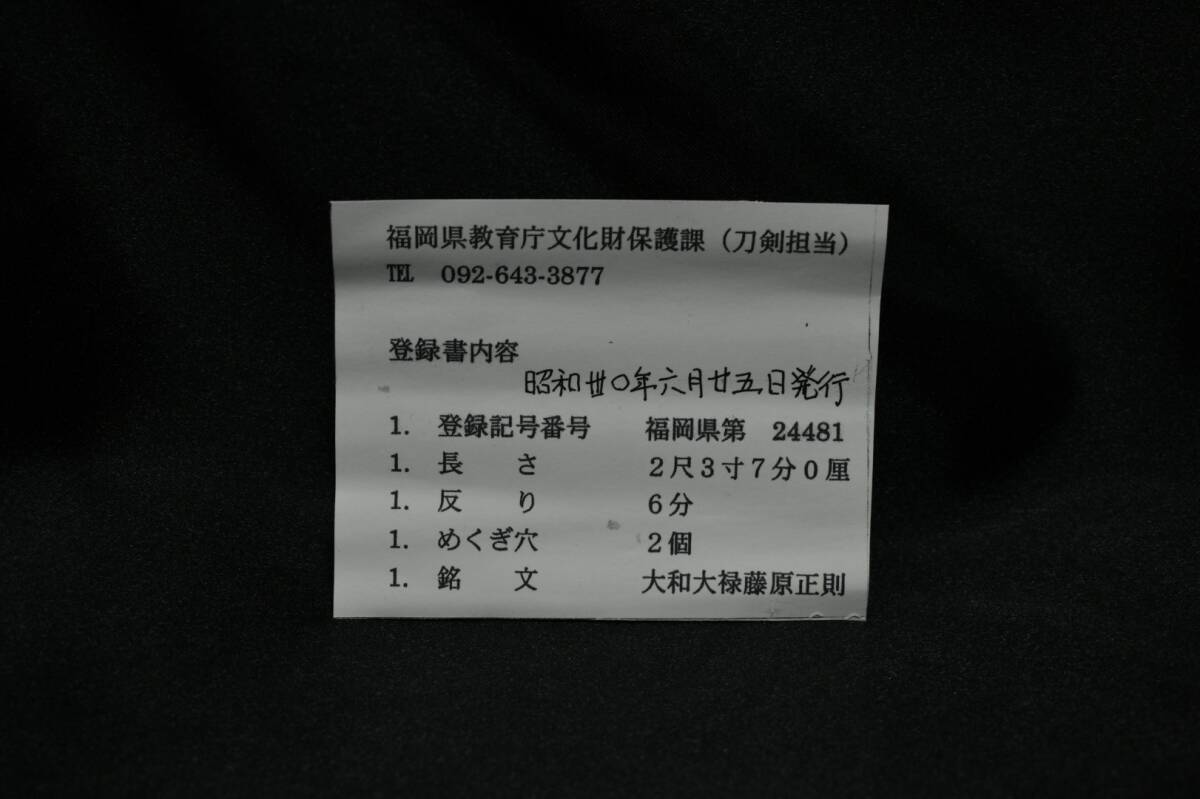 福岡県教育庁文化財保護課（刀剣担当）
℡ 092-643-3877
登録書内容
昭和卅〇年六月廿五日発行
1. 登録記号番号 福岡県第 24481
1. 長さ 2尺3寸7分0厘
1. 反り 6分
1. めくぎ穴 2個
1. 銘文 大和大禄藤原正則